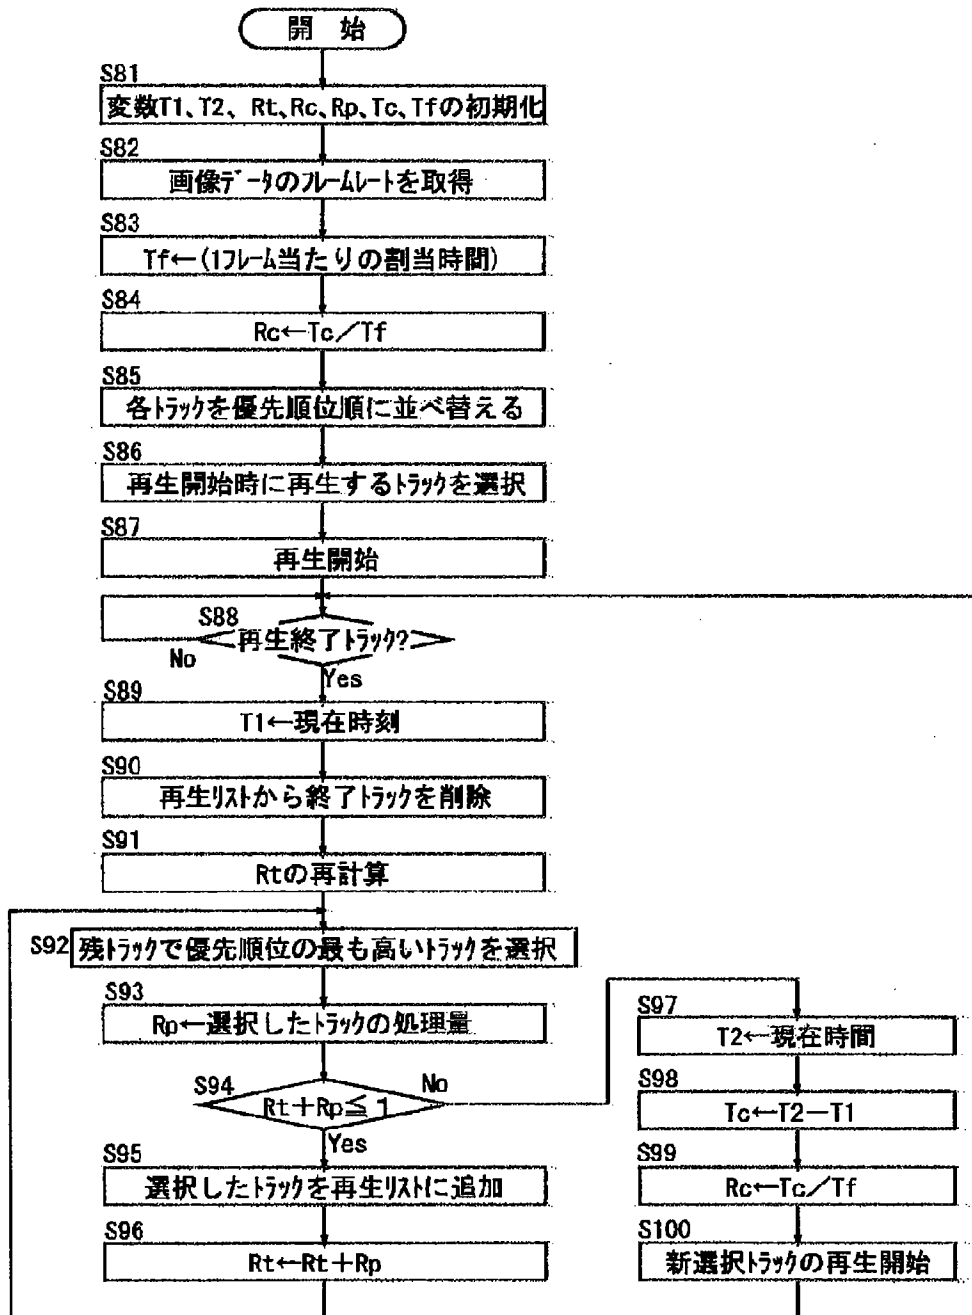 開 始
S81
変数T1、T2、Rt、Rc、Rp、Tc、Tfの初期化
S82
画像ﾃﾞｰﾀのﾌﾚｰﾑﾚｰﾄを取得
S83
Tf←(1ﾌﾚｰﾑ当たりの割当時間)
S84
Rc←Tc／Tf
S85
各ﾄﾗｯｸを優先順位順に並べ替える
S86
再生開始時に再生するﾄﾗｯｸを選択
S87
再生開始
S88
再生終了ﾄﾗｯｸ?
No
Yes
S89
T1←現在時刻
S90
再生ﾘｽﾄから終了ﾄﾗｯｸを削除
S91
Rtの再計算
S92
残ﾄﾗｯｸで優先順位の最も高いﾄﾗｯｸを選択
S93
Rp←選択したﾄﾗｯｸの処理量
S94
Rt＋Rp≦1
No
Yes
S95
選択したﾄﾗｯｸを再生ﾘｽﾄに追加
S96
Rt←Rt＋Rp
S97
T2←現在時間
S98
Tc←T2－T1
S99
Rc←Tc／Tf
S100
新選択ﾄﾗｯｸの再生開始